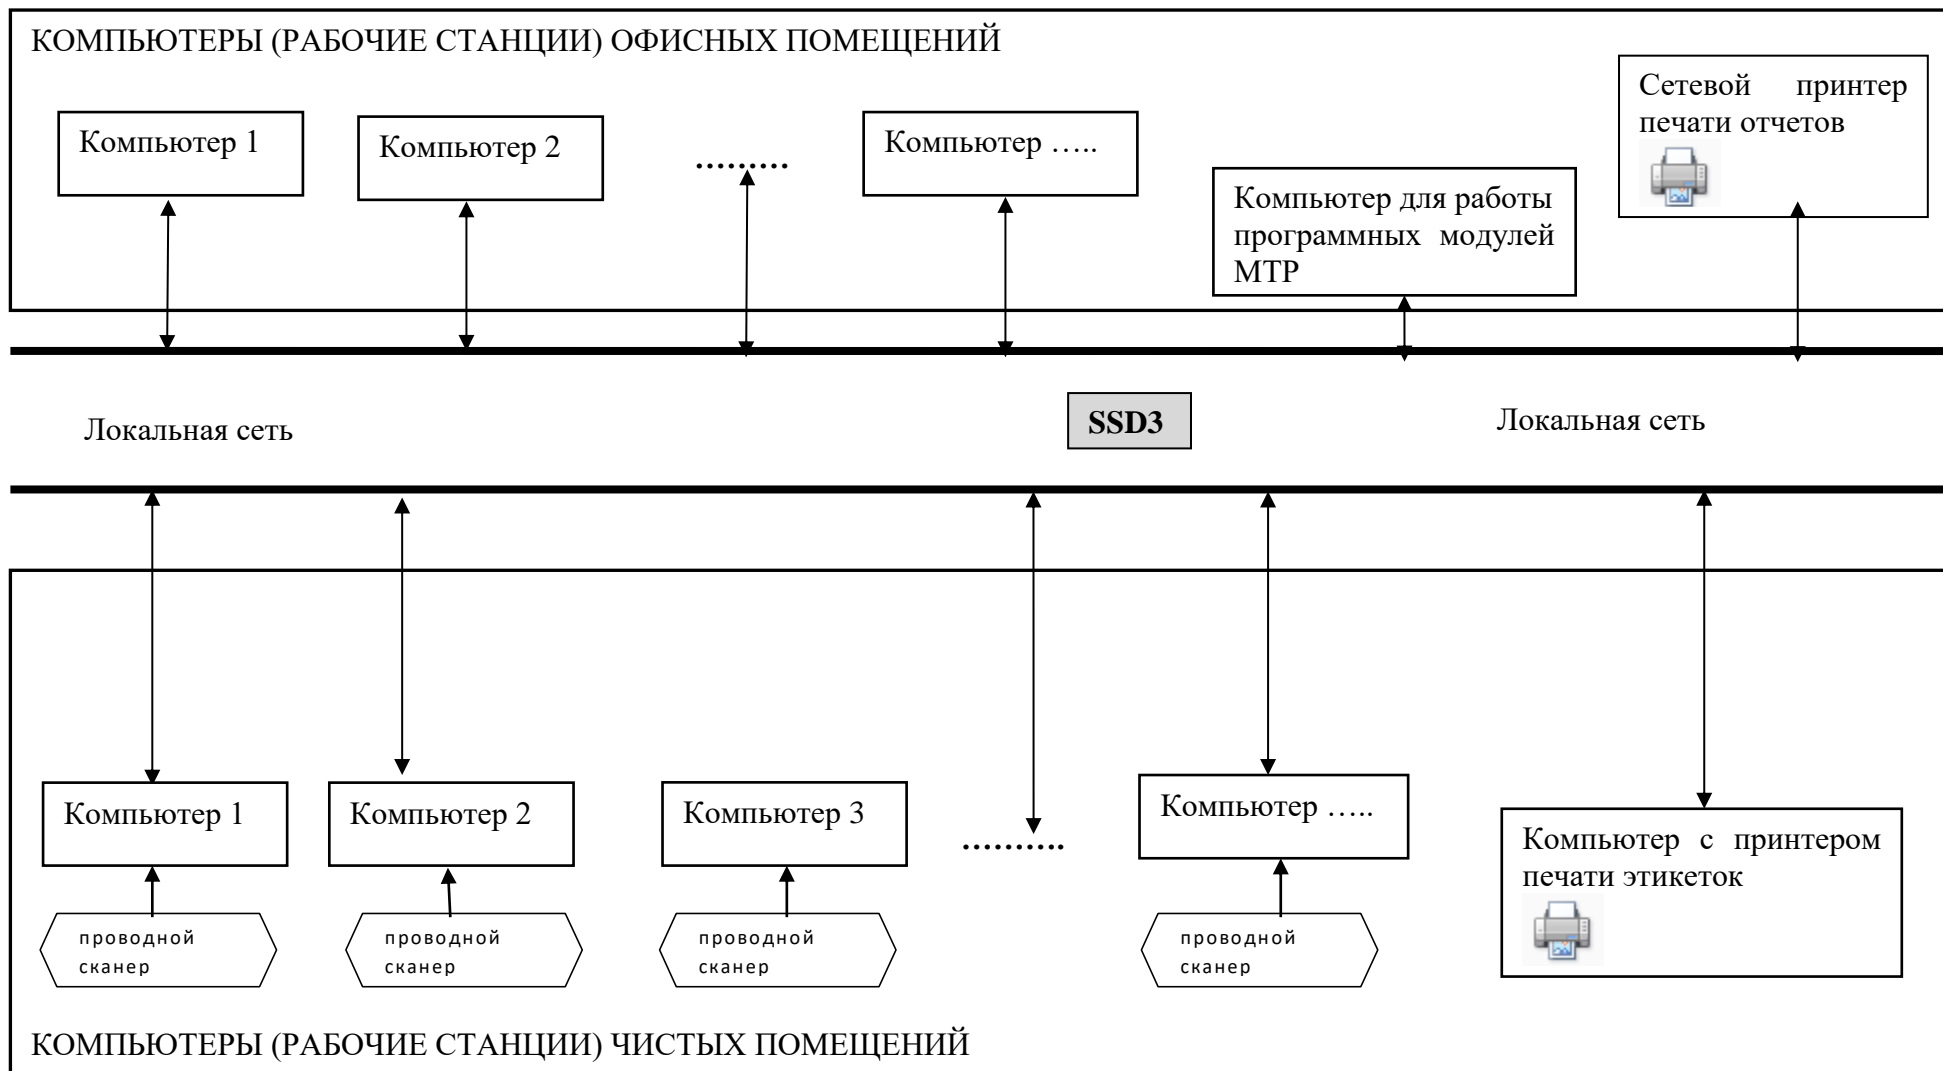 КОМПЬЮТЕРЫ (РАБОЧИЕ СТАНЦИИ) ОФИСНЫХ ПОМЕЩЕНИЙ
Сетевой принтер
печати отчетов
Компьютер 1
Компьютер 2
………
Компьютер …..
Компьютер для работы
программных модулей
МТР
Локальная сеть
SSD3
Локальная сеть
Компьютер 1
Компьютер 2
Компьютер 3
……….
Компьютер …..
Компьютер с принтером
печати этикеток
проводной
сканер
проводной
сканер
проводной
сканер
проводной
сканер
КОМПЬЮТЕРЫ (РАБОЧИЕ СТАНЦИИ) ЧИСТЫХ ПОМЕЩЕНИЙ